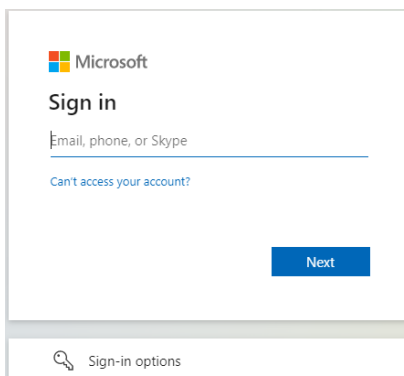 Microsoft
Sign in
Email, phone, or Skype
Can't access your account?
Next
Sign-in options